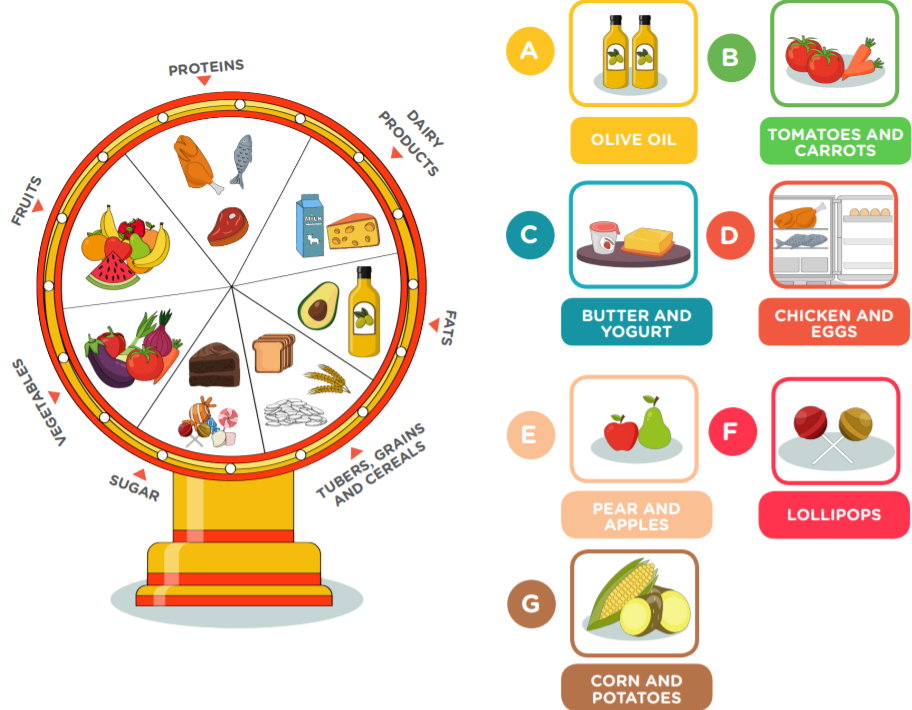 PROTEINS
DAIRY
PRODUCTS
FRUITS
MILK
FATS
VEGETABLES
SUGAR
TUBERS, GRAINS
AND CEREALS
A
OLIVE OIL
B
TOMATOES AND
CARROTS
C
BUTTER AND
YOGURT
D
CHICKEN AND
EGGS
E
PEAR AND
APPLES
F
LOLLIPOPS
G
CORN AND
POTATOES